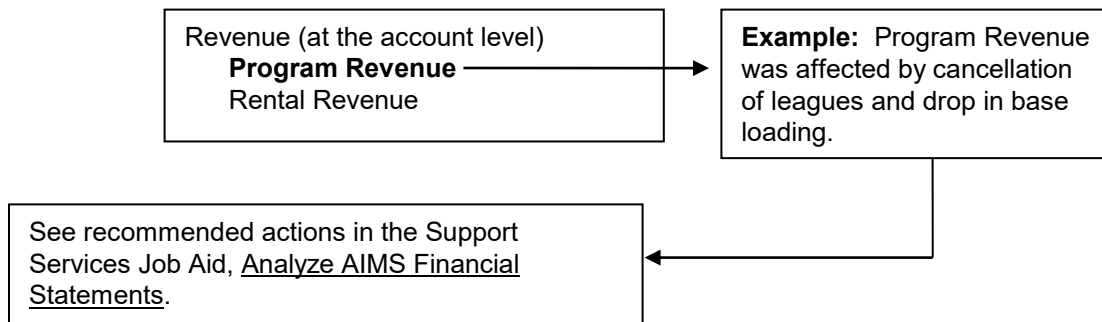 Revenue (at the account level)
Program Revenue
Rental Revenue
Example: Program Revenue
was affected by cancellation
of leagues and drop in base
loading.
See recommended actions in the Support
Services Job Aid, Analyze AIMS Financial
Statements.